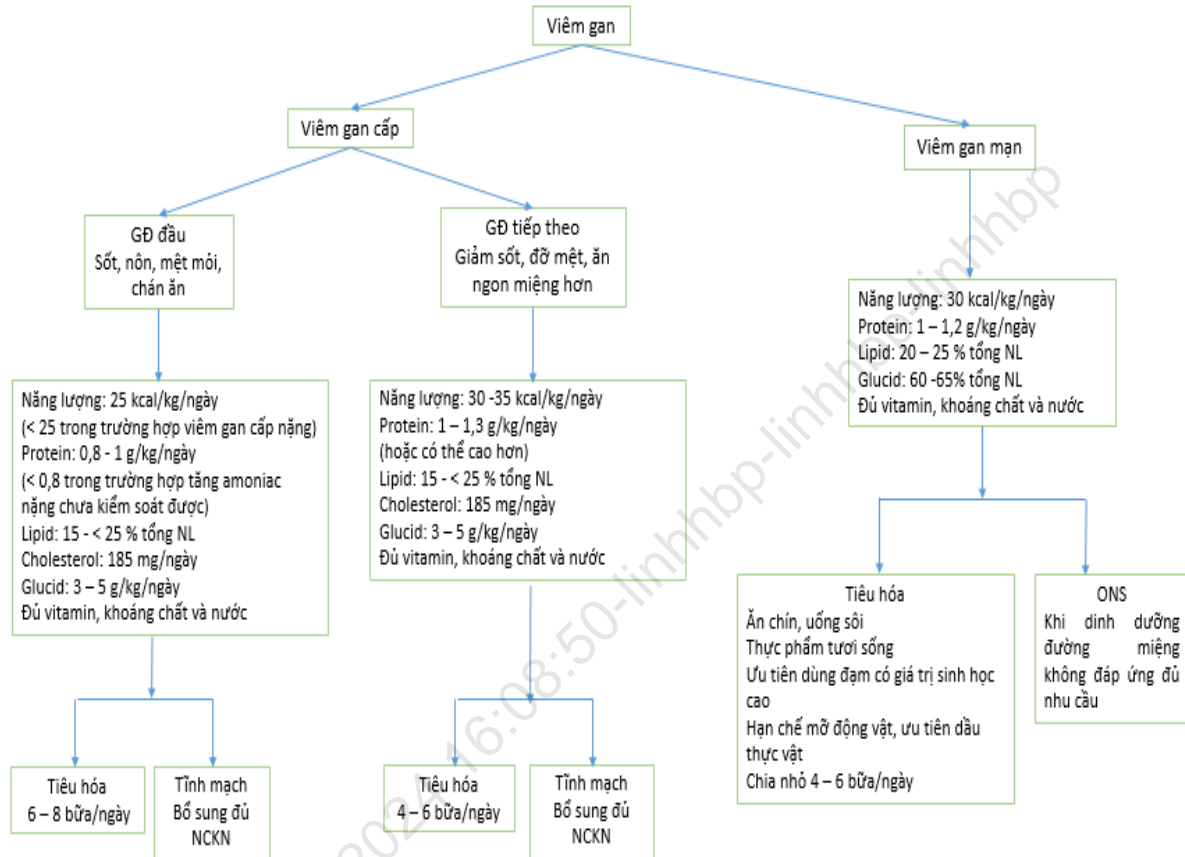 Viêm gan
Viêm gan cấp
Viêm gan mạn
GĐ đầu
Sốt, nôn, mệt mỏi,
chán ăn
GĐ tiếp theo
Giảm sốt, đỡ mệt, ăn
ngon miệng hơn
Năng lượng: 25 kcal/kg/ngày
(< 25 trong trường hợp viêm gan cấp nặng)
Protein: 0,8 - 1 g/kg/ngày
(< 0,8 trong trường hợp tăng amoniac
nặng chưa kiểm soát được)
Lipid: 15 - < 25 % tổng NL
Cholesterol: 185 mg/ngày
Glucid: 3 – 5 g/kg/ngày
Đủ vitamin, khoáng chất và nước
Năng lượng: 30 -35 kcal/kg/ngày
Protein: 1 – 1,3 g/kg/ngày
(hoặc có thể cao hơn)
Lipid: 15 - < 25 % tổng NL
Cholesterol: 185 mg/ngày
Glucid: 3 – 5 g/kg/ngày
Đủ vitamin, khoáng chất và nước
Năng lượng: 30 kcal/kg/ngày
Protein: 1 – 1,2 g/kg/ngày
Lipid: 20 – 25 % tổng NL
Glucid: 60 -65% tổng NL
Đủ vitamin, khoáng chất và nước
Tiêu hóa
6 – 8 bữa/ngày
Tĩnh mạch
Bổ sung đủ
NCKN
Tiêu hóa
4 – 6 bữa/ngày
Tĩnh mạch
Bổ sung đủ
NCKN
Tiêu hóa
Ăn chín, uống sôi
Thực phẩm tươi sống
Ưu tiên dùng đạm có giá trị sinh học
cao
Hạn chế mỡ động vật, ưu tiên dầu
thực vật
Chia nhỏ 4 – 6 bữa/ngày
ONS
Khi dinh dưỡng
đường miệng
không đáp ứng đủ
nhu cầu
2024 16:08:50-linhhbp-linhhbp-linhhbp